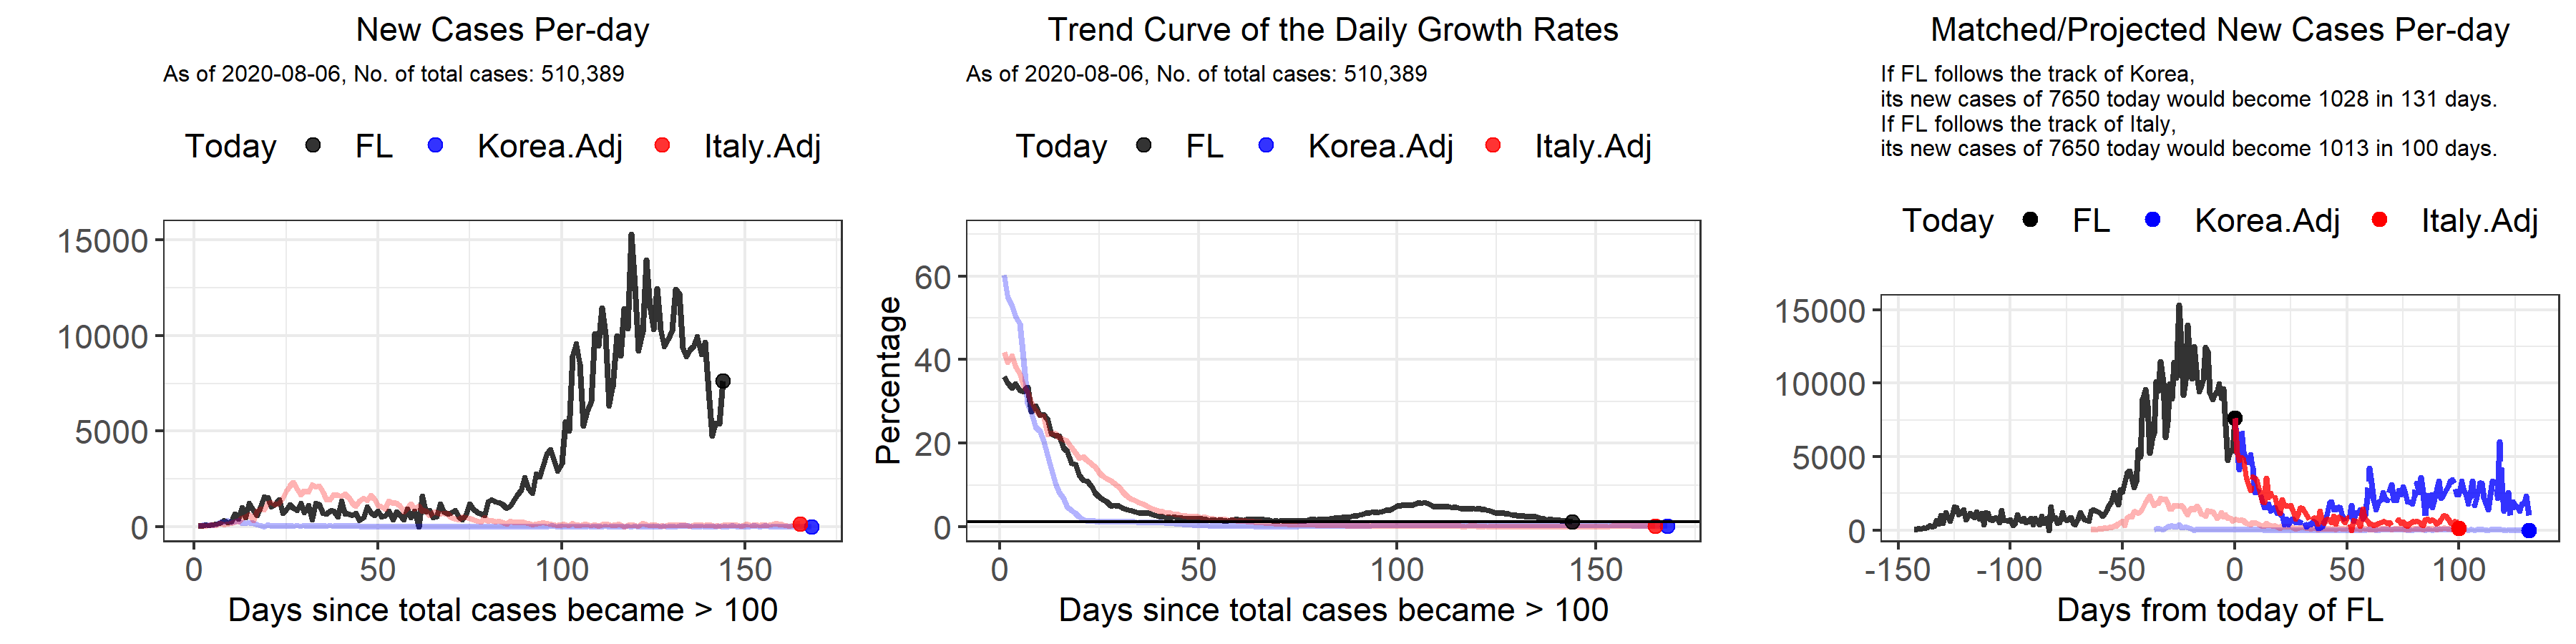 New Cases Per-day
As of 2020-08-06, No. of total cases: 510,389
Today FL Korea.Adj Italy.Adj
15000
10000
5000
0
0 50 100 150
Days since total cases became > 100
Trend Curve of the Daily Growth Rates
As of 2020-08-06, No. of total cases: 510,389
Today FL Korea.Adj Italy.Adj
Percentage
60
40
20
0
0 50 100 150
Days since total cases became > 100
Matched/Projected New Cases Per-day
If FL follows the track of Korea,
its new cases of 7650 today would become 1028 in 131 days.
If FL follows the track of Italy,
its new cases of 7650 today would become 1013 in 100 days.
Today FL Korea.Adj Italy.Adj
15000
10000
5000
0
-150 -100 -50 0 50 100
Days from today of FL